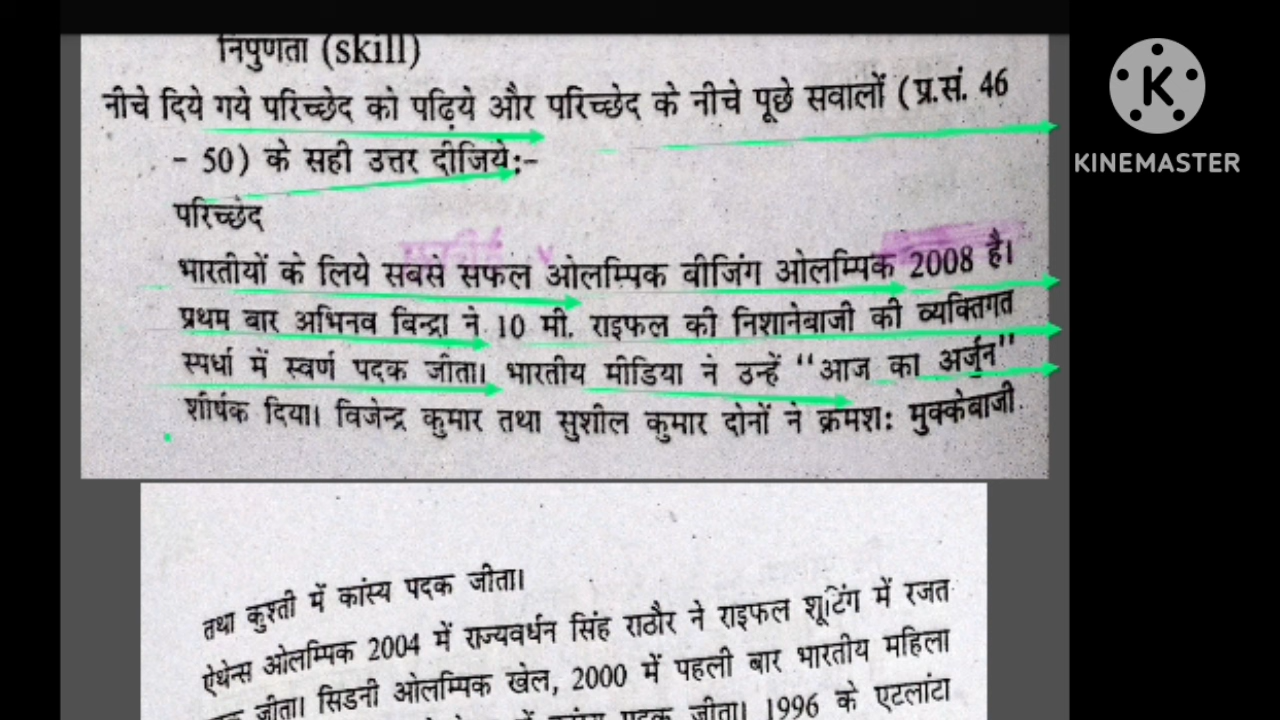 निपुणता (skill)
नीचे दिये गये परिच्छेद को पढ़िये और परिच्छेद के नीचे पूछे सवालों (प्र.सं. 46
- 50) के सही उत्तर दीजिये:-
परिच्छेद
भारतीयों के लिये सबसे सफल ओलम्पिक बीजिंग ओलम्पिक 2008 है।
प्रथम बार अभिनव बिन्द्रा ने 10 मी. राइफल की निशानेबाजी की व्यक्तिगत
स्पर्धा में स्वर्ण पदक जीता। भारतीय मीडिया ने उन्हें "आज का अर्जुन"
शीर्षक दिया। विजेन्द्र कुमार तथा सुशील कुमार दोनों ने क्रमश: मुक्केबाजी
तथा कुश्ती में कांस्य पदक जीता।
ऐथेन्स ओलम्पिक 2004 में राज्यवर्धन सिंह राठौर ने राइफल शूटिंग में रजत
जीता। सिडनी ओलम्पिक खेल, 2000 में पहली बार भारतीय महिला
में कांस्य पदक जीता। 1996 के एटलांटा
KINEMASTER